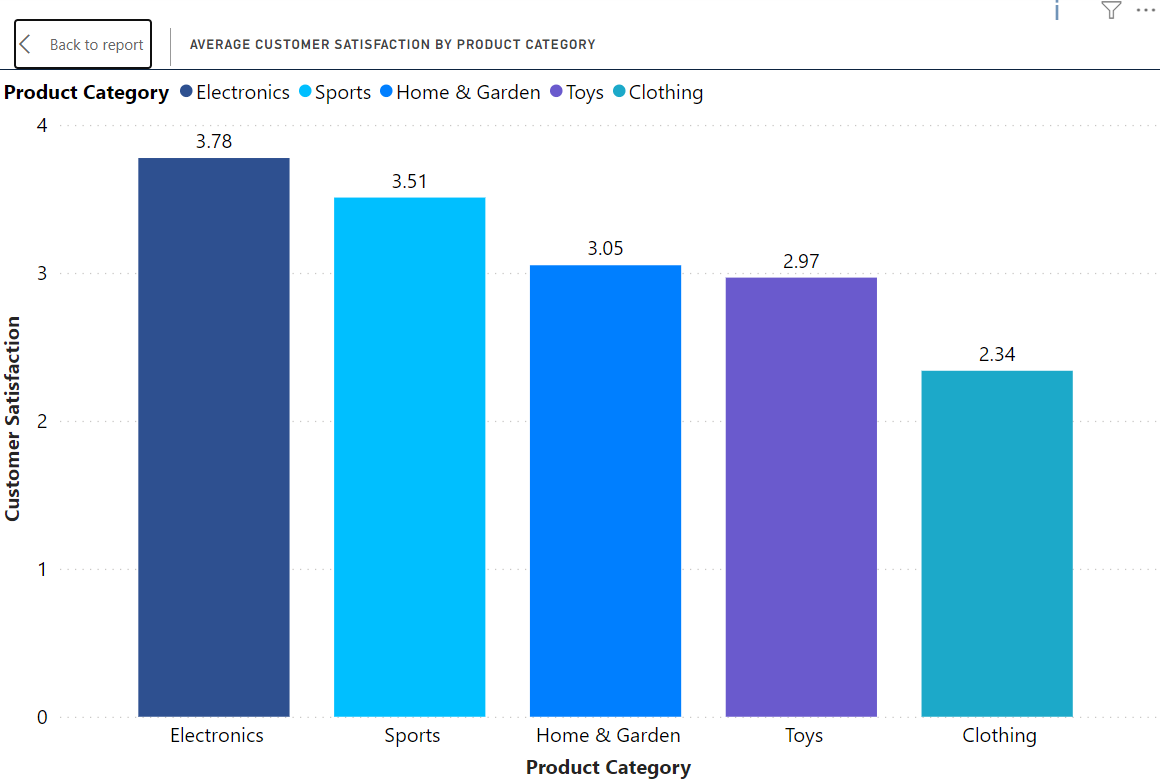 Back to report
AVERAGE CUSTOMER SATISFACTION BY PRODUCT CATEGORY
Product Category Electronics Sports Home & Garden Toys Clothing
4
3.78
3.51
3.05
3
2.97
2.34
2
1
0
Customer Satisfaction
Electronics Sports Home & Garden Toys Clothing
Product Category